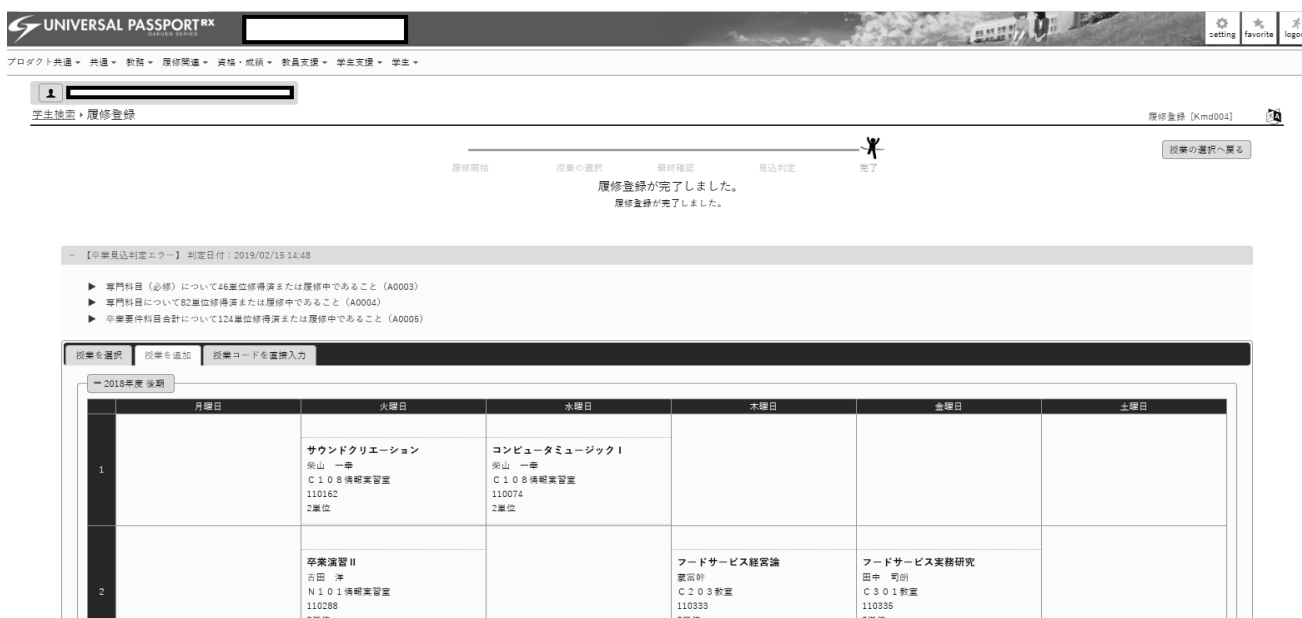 UNIVERSAL PASSPORT RX
GAKUEN SERIES
setting favorite logou
プロダクト共通 共通 教務 履修関連 資格・成績 教員支援 学生支援 学生
学生検索 履修登録
履修登録 [Kmd004]
授業の選択へ戻る
履修開始 授業の選択 最終確認 見込判定 完了
履修登録が完了しました。
履修登録が完了しました。
【卒業見込判定エラー】 判定日付：2019/02/15 14:48
▶ 専門科目（必修）について46単位修得済または履修中であること（A0003）
▶ 専門科目について82単位修得済または履修中であること（A0004）
▶ 卒業要件科目合計について124単位修得済または履修中であること（A0005）
授業を選択 授業を追加 授業コードを直接入力
2018年度 後期
月曜日 火曜日 水曜日 木曜日 金曜日 土曜日
1
サウンドクリエーション
柴山 一幸
C108情報実習室
110162
2単位
コンピュータミュージックⅠ
柴山 一幸
C108情報実習室
110074
2単位
2
卒業演習Ⅱ
吉田 洋
N101情報実習室
110288
フードサービス経営論
C203教室
110333
フードサービス実務研究
田中 司朗
C301教室
110335